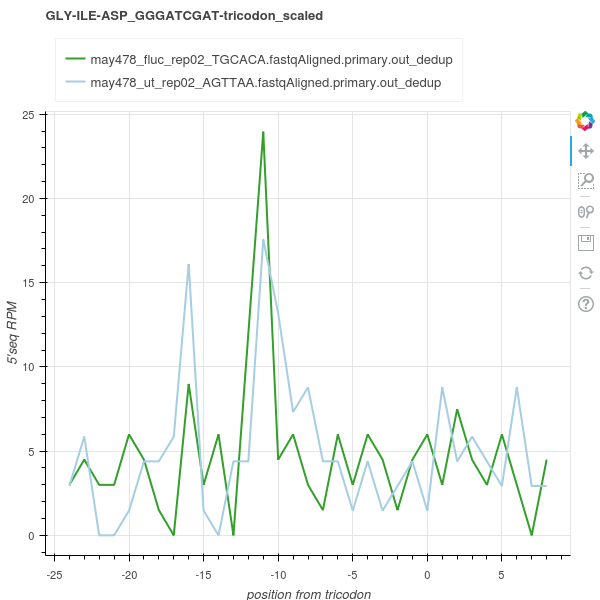 GLY-ILE-ASP_GGGATCGAT-tricodon_scaled
may478_fluc_rep02_TGCACA.fastqAligned.primary.out_dedup
may478_ut_rep02_AGTTAA.fastqAligned.primary.out_dedup
25
20
15
10
5
0
5'seq RPM
-25 -20 -15 -10 -5 0 5
position from tricodon